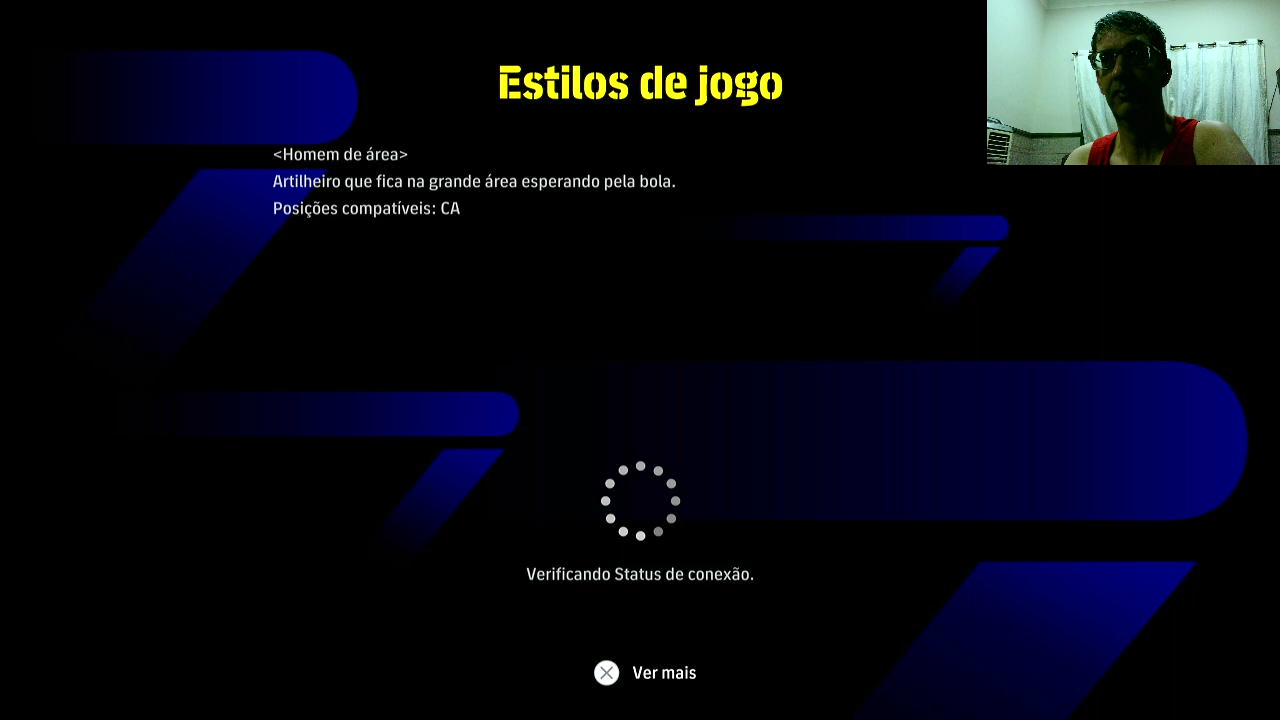 Estilos de jogo
<Homem de área>
Artilheiro que fica na grande área esperando pela bola.
Posições compatíveis: CA
Verificando Status de conexão.
Ver mais